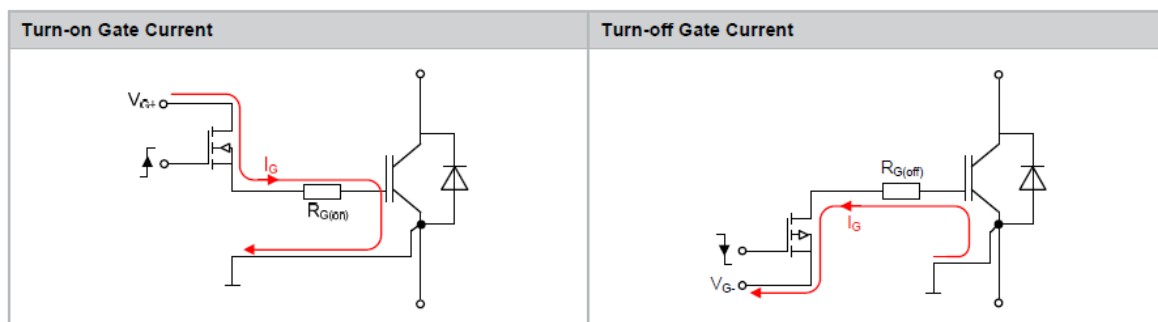 Turn-on Gate Current
Turn-off Gate Current
VG+
IG
RG(on)
RG(off)
IG
VG-